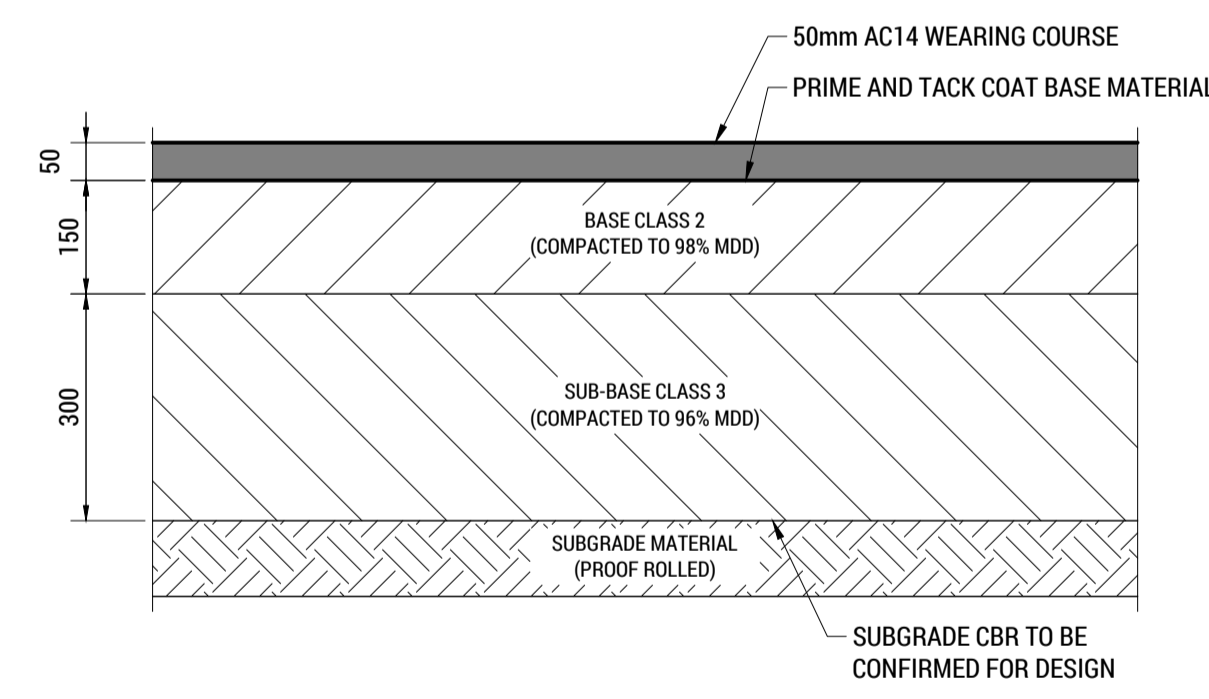 50mm AC14 WEARING COURSE
PRIME AND TACK COAT BASE MATERIAL
50
150
BASE CLASS 2
(COMPACTED TO 98% MDD)
300
SUB-BASE CLASS 3
(COMPACTED TO 96% MDD)
SUBGRADE MATERIAL
(PROOF ROLLED)
SUBGRADE CBR TO BE
CONFIRMED FOR DESIGN